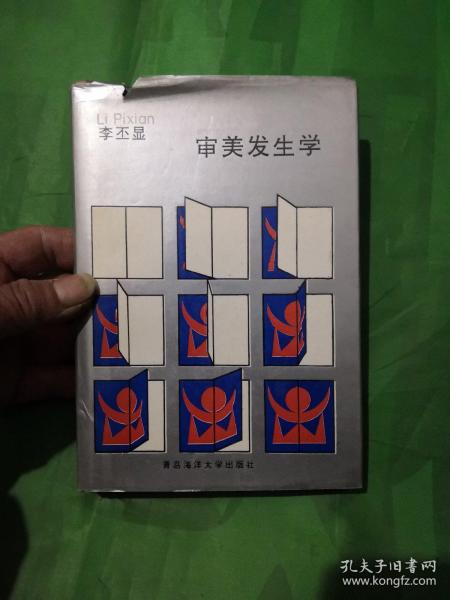 Li Pixian
李丕显
审美发生学
青岛海洋大学出版社
孔夫子旧书网
www.kongfz.com